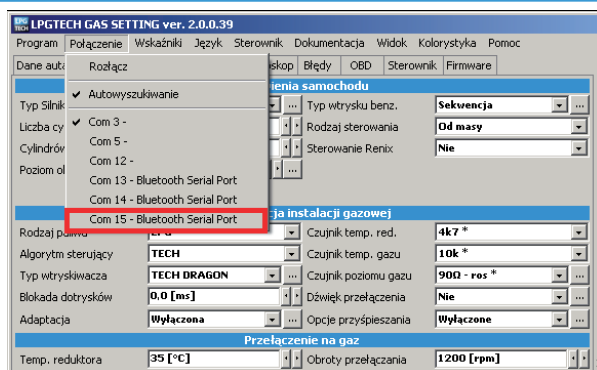 LPGTECH GAS SETTING ver. 2.0.0.39
Program Połączenie Wskaźniki Język Sterownik Dokumentacja Widok Kolorystyka Pomoc
Dane auta Rozłącz Błędy OBD Sterownik Firmware
Autowyszukiwanie samochodu
Typ Silnik ... Typ wtrysku benz. Sekwencja ...
Liczba cy Com 3 - Rodzaj sterowania Od masy
Cylindrów Com 5 - Sterowanie Renix Nie
Poziom ol Com 12 - ...
Com 13 - Bluetooth Serial Port
Com 14 - Bluetooth Serial Port
Com 15 - Bluetooth Serial Port instalacji gazowej
Rodzaj paliwa LPG Czujnik temp. red. 4k7 *
Algorytm sterujący TECH Czujnik temp. gazu 10k *
Typ wtryskiwacza TECH DRAGON ... Czujnik poziomu gazu 90Ω - ros * ...
Blokada dotrysków 0,0 [ms] Dźwięk przełączenia Nie ...
Adaptacja Wyłączona ... Opcje przyśpieszania Wyłączone ...
Przełączenie na gaz
Temp. reduktora 35 [°C] Obroty przełączania 1200 [rpm]